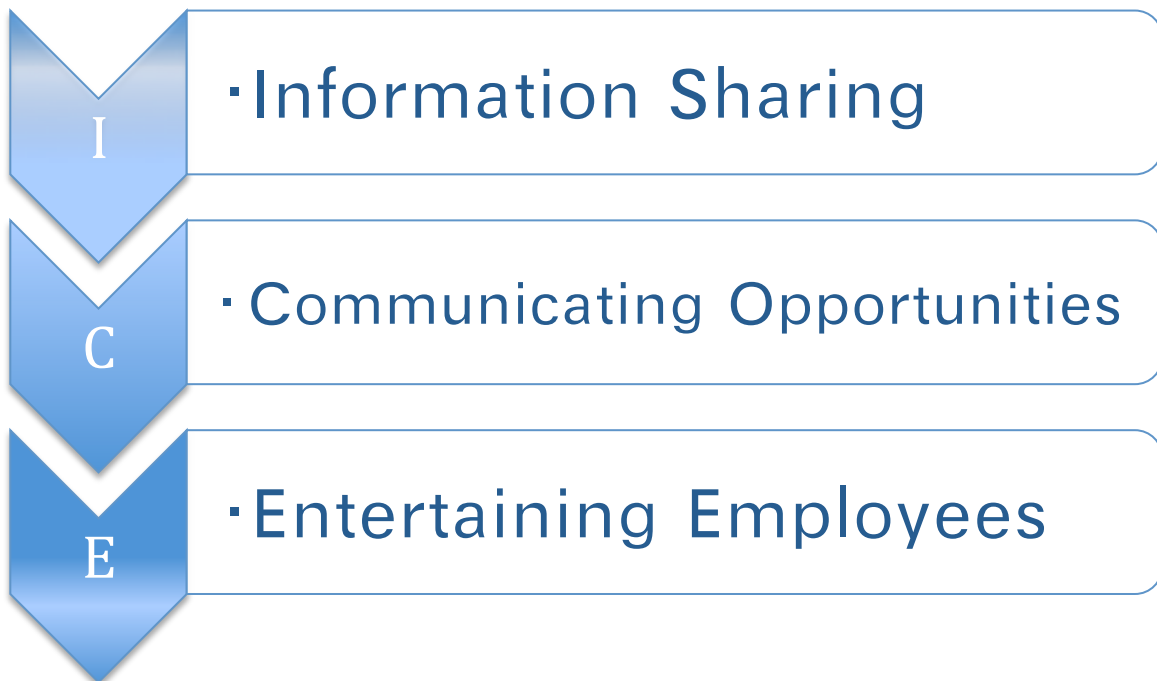 I
·Information Sharing
C
·Communicating Opportunities
E
·Entertaining Employees